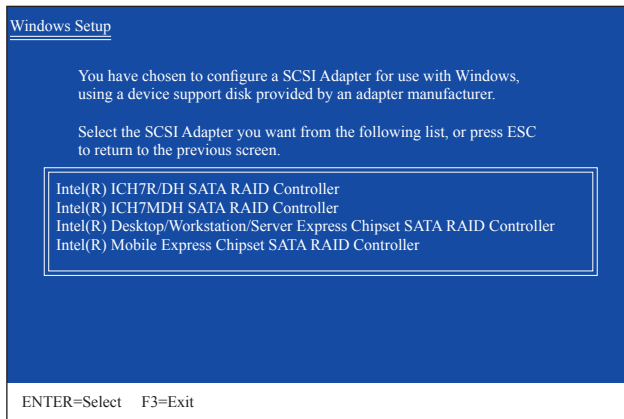 Windows Setup
You have chosen to configure a SCSI Adapter for use with Windows,
using a device support disk provided by an adapter manufacturer.
Select the SCSI Adapter you want from the following list, or press ESC
to return to the previous screen.
Intel(R) ICH7R/DH SATA RAID Controller
Intel(R) ICH7MDH SATA RAID Controller
Intel(R) Desktop/Workstation/Server Express Chipset SATA RAID Controller
Intel(R) Mobile Express Chipset SATA RAID Controller
ENTER=Select F3=Exit